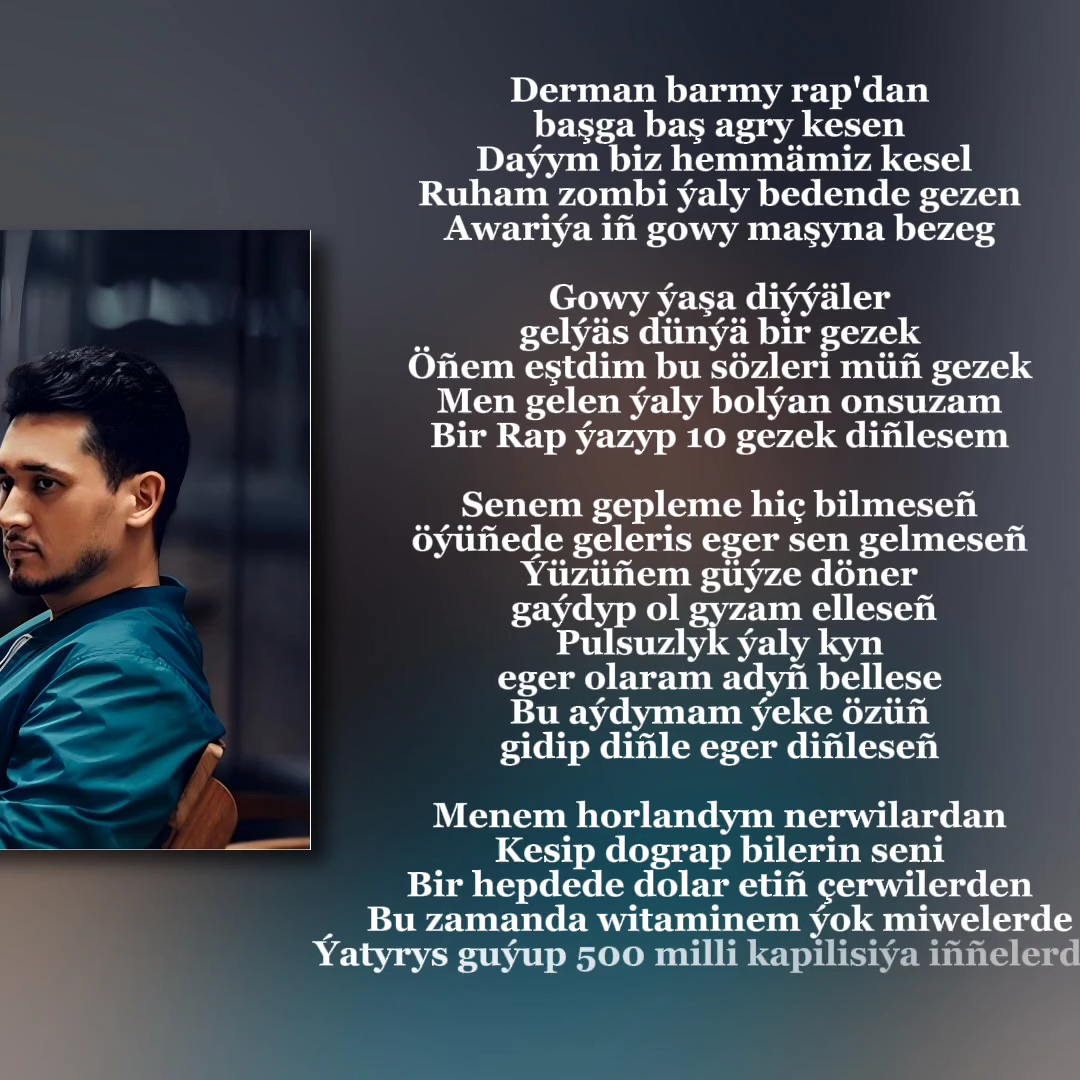 Derman barmy rap'dan
başga baş agry kesen
Daýym biz hemmämiz kesel
Ruham zombi ýaly bedende gezen
Awariýa iñ gowy maşyna bezeg
Gowy ýaşa diýýäler
gelýäs dünýä bir gezek
Öñem eştdim bu sözleri müñ gezek
Men gelen ýaly bolýan onsuzam
Bir Rap ýazyp 10 gezek diñlesem
Senem gepleme hiç bilmeseñ
öýüñede geleris eger sen gelmeseñ
Ýüzüñem güýze döner
gaýdyp ol gyzam elleseñ
Pulsuzlyk ýaly kyn
eger olaram adyñ bellese
Bu aýdymam ýeke özüñ
gidip diñle eger diñleseñ
Menem horlandym nerwilardan
Kesip dograp bilerin seni
Bir hepdede dolar etiñ çerwilerden
Bu zamanda witaminem ýok miwelerde
Ýatyrys guýup 500 milli kapilisiýa iññelerd